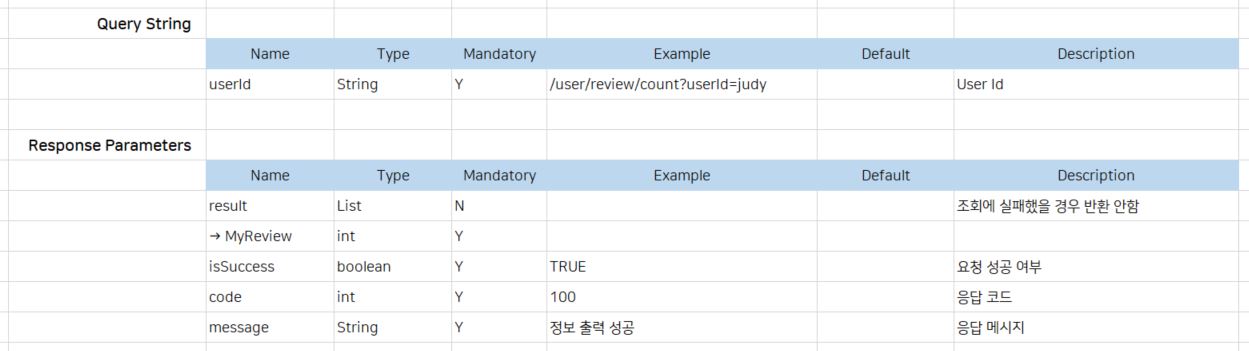 Query String
Name Type Mandatory Example Default Description
userId String Y /user/review/count?userId=judy User Id
Response Parameters
Name Type Mandatory Example Default Description
result List N 조회에 실패했을 경우 반환 안함
→ MyReview int Y
isSuccess boolean Y TRUE 요청 성공 여부
code int Y 100 응답 코드
message String Y 정보 출력 성공 응답 메시지